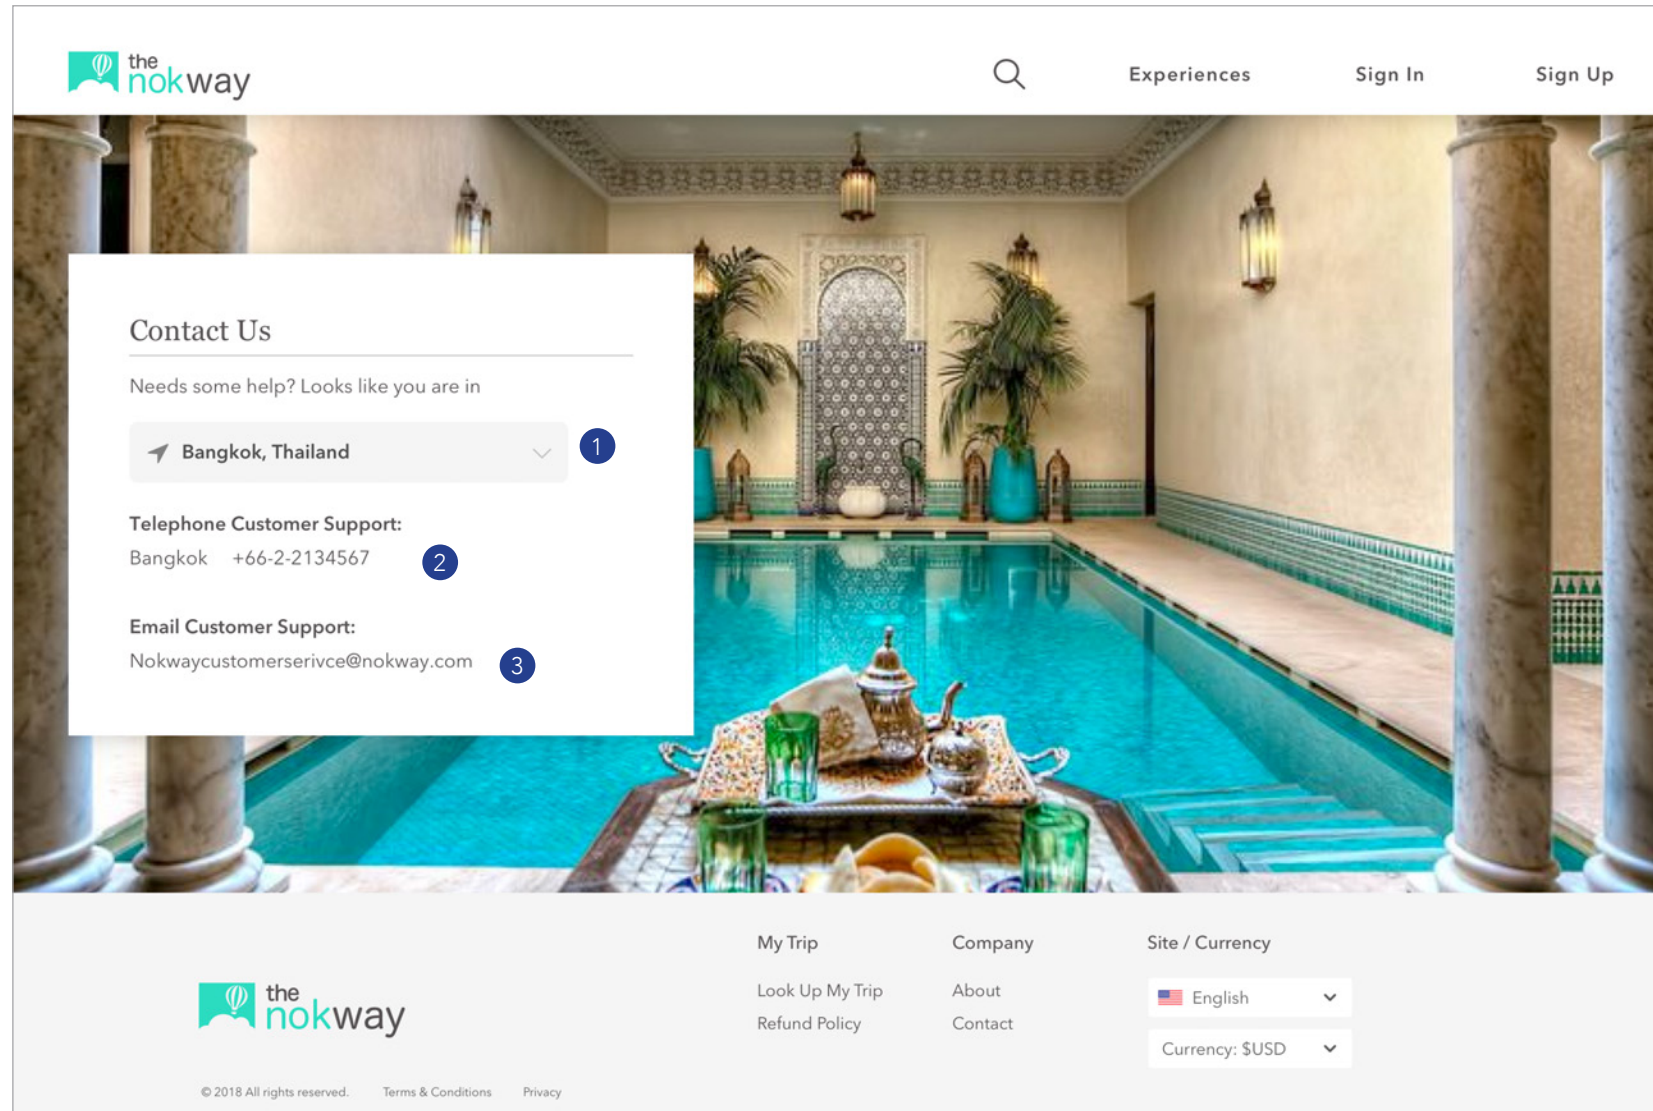 the
nokway
Experiences
Sign In
Sign Up
Contact Us
Needs some help? Looks like you are in
Bangkok, Thailand
1
Telephone Customer Support:
Bangkok +66-2-2134567
2
Email Customer Support:
Nokwaycustomerserivce@nokway.com
3
the
nokway
My Trip
Look Up My Trip
Refund Policy
Company
About
Contact
Site / Currency
English
Currency: $USD
© 2018 All rights reserved.
Terms & Conditions
Privacy